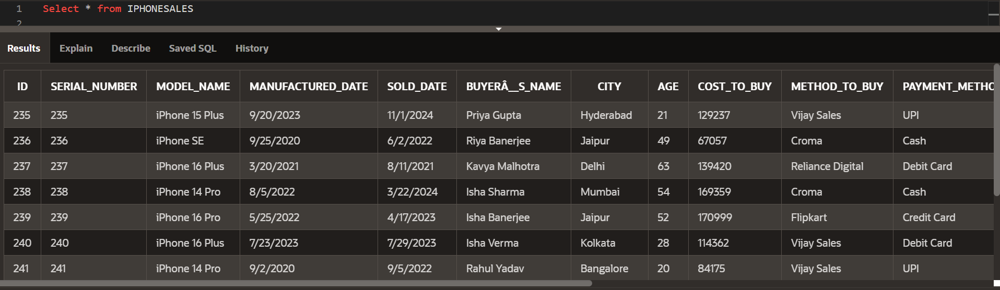 1 Select * from IPHONESALES
2
Results Explain Describe Saved SQL History
ID SERIAL_NUMBER MODEL_NAME MANUFACTURED_DATE SOLD_DATE BUYERÂ__S_NAME CITY AGE COST_TO_BUY METHOD_TO_BUY PAYMENT_METHO
235 235 iPhone 15 Plus 9/20/2023 11/1/2024 Priya Gupta Hyderabad 21 129237 Vijay Sales UPI
236 236 iPhone SE 9/25/2020 6/2/2022 Riya Banerjee Jaipur 49 67057 Croma Cash
237 237 iPhone 16 Plus 3/20/2021 8/11/2021 Kavya Malhotra Delhi 63 139420 Reliance Digital Debit Card
238 238 iPhone 14 Pro 8/5/2022 3/22/2024 Isha Sharma Mumbai 54 169359 Croma Cash
239 239 iPhone 16 Pro 5/25/2022 4/17/2023 Isha Banerjee Jaipur 52 170999 Flipkart Credit Card
240 240 iPhone 16 Plus 7/23/2023 7/29/2023 Isha Verma Kolkata 28 114362 Vijay Sales Debit Card
241 241 iPhone 14 Pro 9/2/2020 9/5/2022 Rahul Yadav Bangalore 20 84175 Vijay Sales UPI